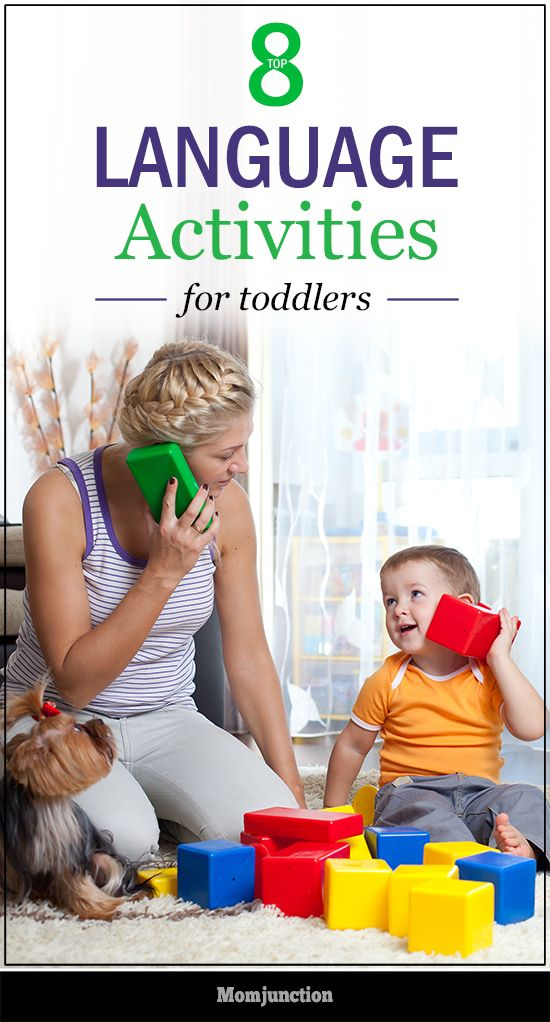 8
TOP
LANGUAGE
Activities
for toddlers
Momjunction